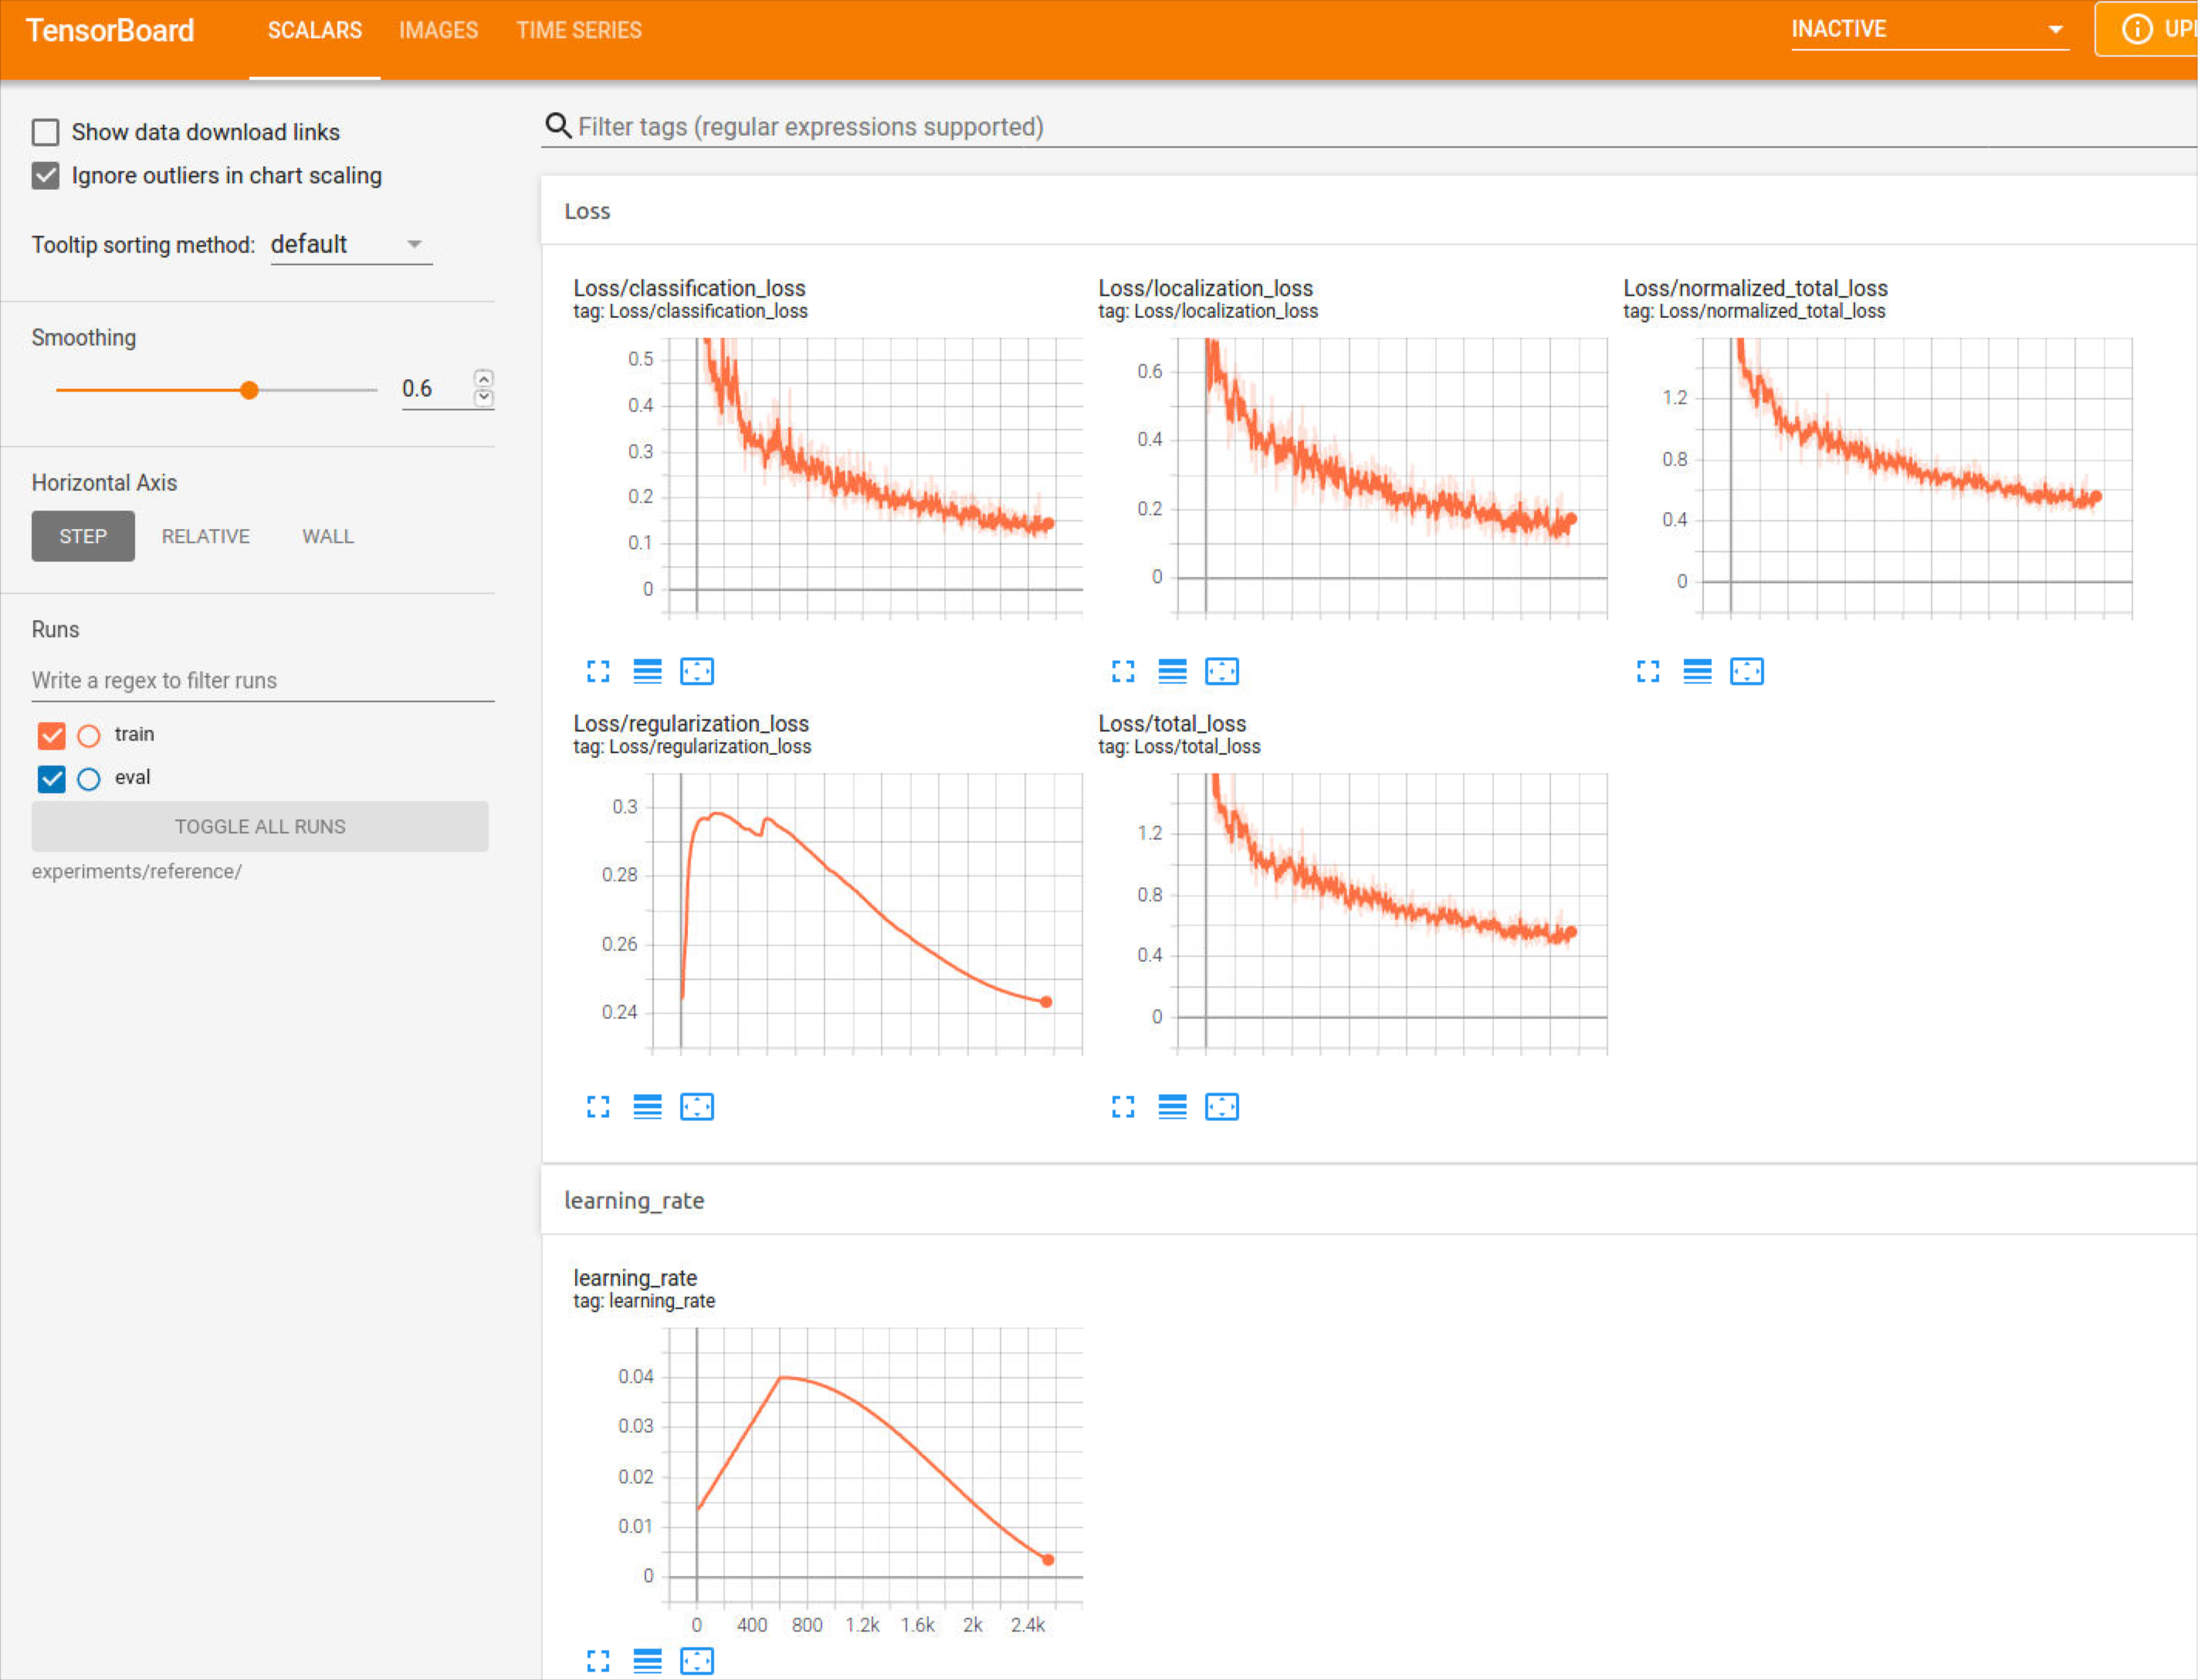 TensorBoard SCALARS IMAGES TIME SERIES INACTIVE
Show data download links
Ignore outliers in chart scaling
Tooltip sorting method: default
Smoothing
0.6
Horizontal Axis
STEP RELATIVE WALL
Runs
Write a regex to filter runs
train
eval
TOGGLE ALL RUNS
experiments/reference/
Filter tags (regular expressions supported)
Loss
Loss/classification_loss
tag: Loss/classification_loss
0.5
0.4
0.3
0.2
0.1
0
Loss/localization_loss
tag: Loss/localization_loss
0.6
0.4
0.2
0
Loss/normalized_total_loss
tag: Loss/normalized_total_loss
1.2
0.8
0.4
0
Loss/regularization_loss
tag: Loss/regularization_loss
0.3
0.28
0.26
0.24
Loss/total_loss
tag: Loss/total_loss
1.2
0.8
0.4
0
learning_rate
learning_rate
tag: learning_rate
0.04
0.03
0.02
0.01
0
0 400 800 1.2k 1.6k 2k 2.4k